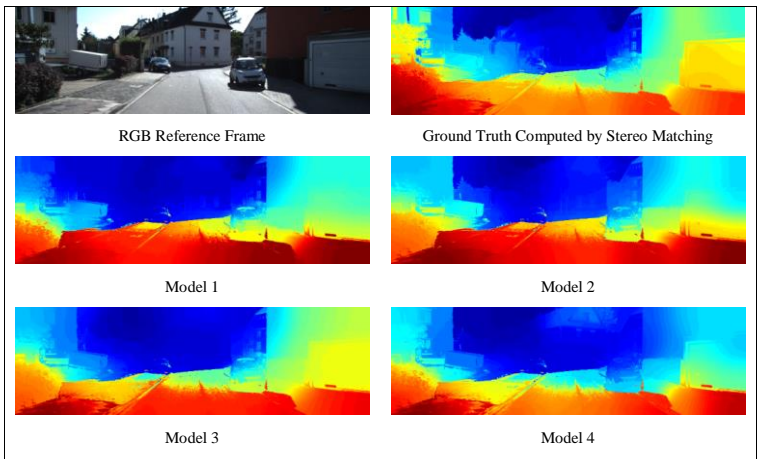 RGB Reference Frame
Ground Truth Computed by Stereo Matching
Model 1
Model 2
Model 3
Model 4